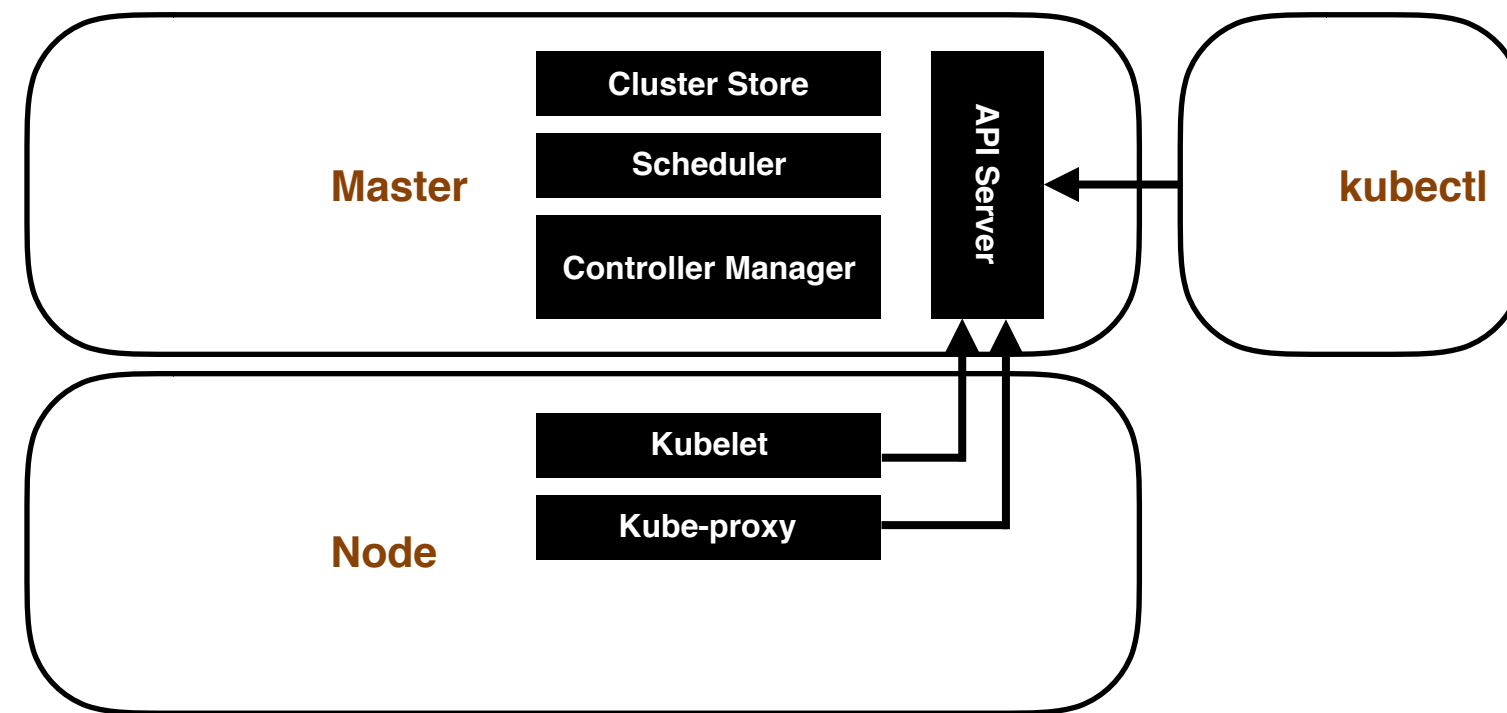 Master
Cluster Store
Scheduler
Controller Manager
API Server
kubectl
Node
Kubelet
Kube-proxy